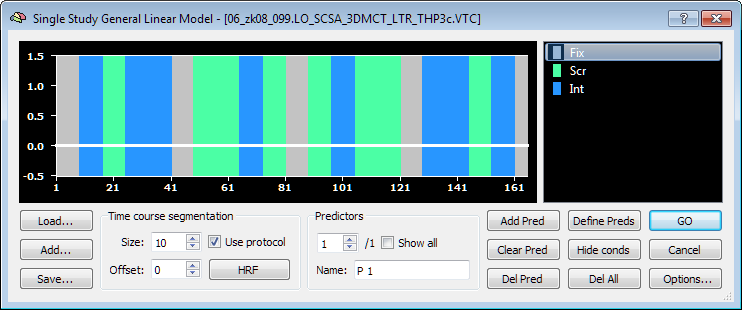 Single Study General Linear Model - [06_zk08_099.LO_SCSA_3DMCT_LTR_THP3c.VTC]
1.5
1.0
0.5
0.0
-0.5
1 21 41 61 81 101 121 141 161
Fix
Scr
Int
Load...
Add...
Save...
Time course segmentation
Size: 10 Use protocol
Offset: 0 HRF
Predictors
1 /1 Show all
Name: P 1
Add Pred Define Preds GO
Clear Pred Hide conds Cancel
Del Pred Del All Options...